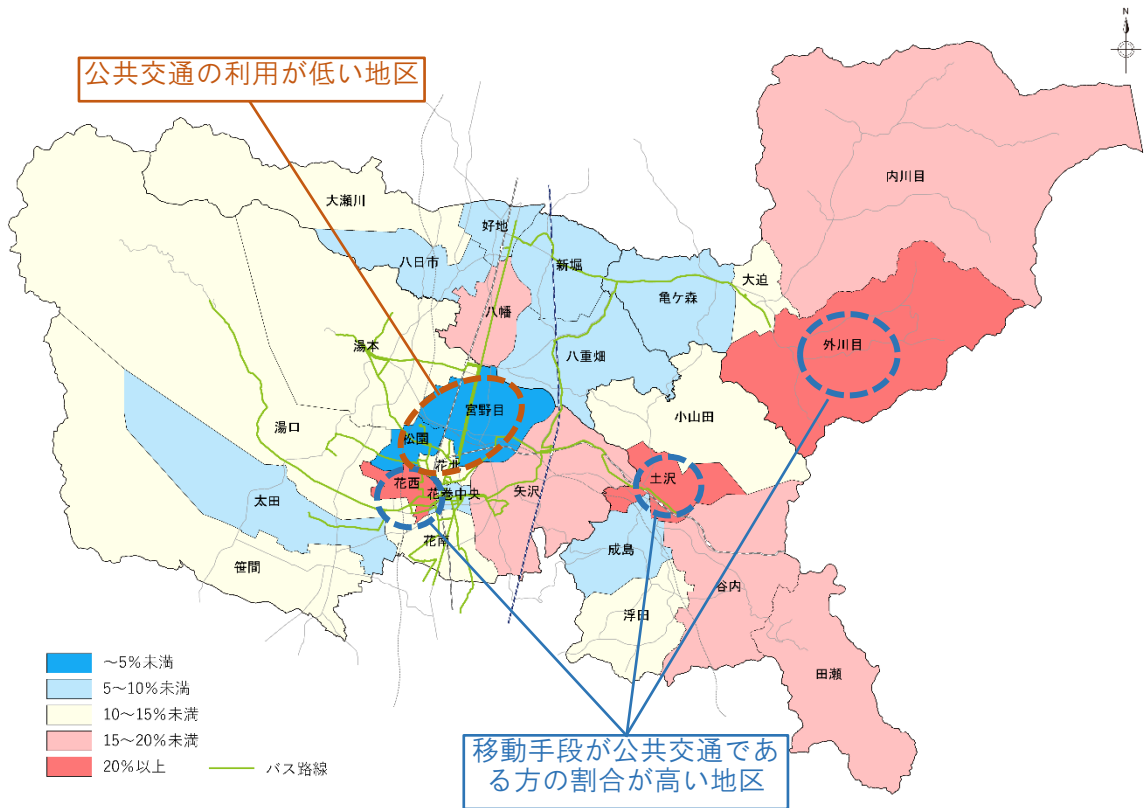 N
公共交通の利用が低い地区
内川目
大瀬川
好地
八日市
新堀
大迫
亀ケ森
八幡
外川目
湯本
八重畑
宮野目
小山田
湯口
松園
花北
土沢
花西
花巻中央
矢沢
太田
花南
成島
笹間
谷内
浮田
田瀬
～5%未満
5～10%未満
10～15%未満
15～20%未満
20%以上
バス路線
移動手段が公共交通であ
る方の割合が高い地区